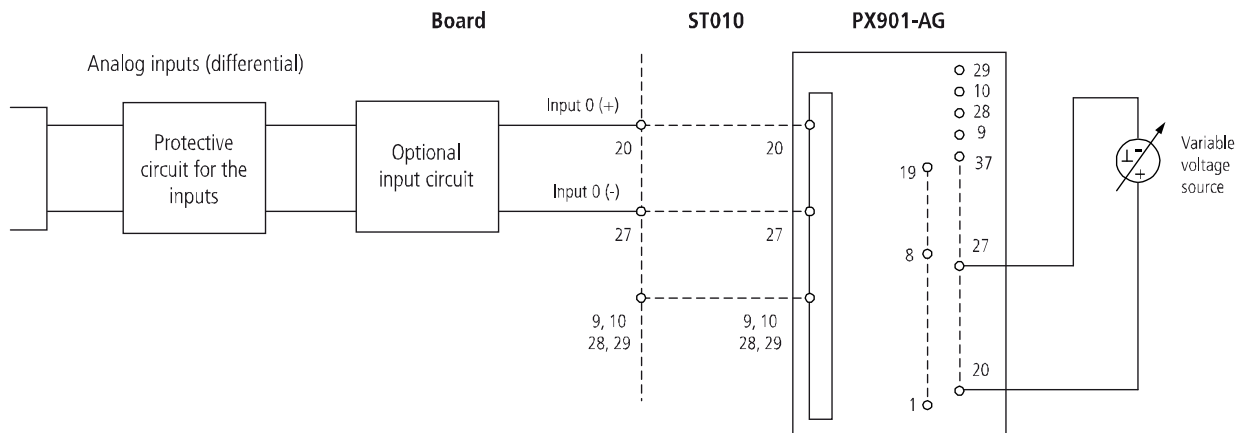 Board
ST010
PX901-AG
Analog inputs (differential)
Protective
circuit for the
inputs
Optional
input circuit
Input 0 (+)
20
20
Input 0 (-)
27
27
9, 10
28, 29
9, 10
28, 29
29
10
28
9
37
19
8
27
20
1
⊥ -
+
Variable
voltage
source